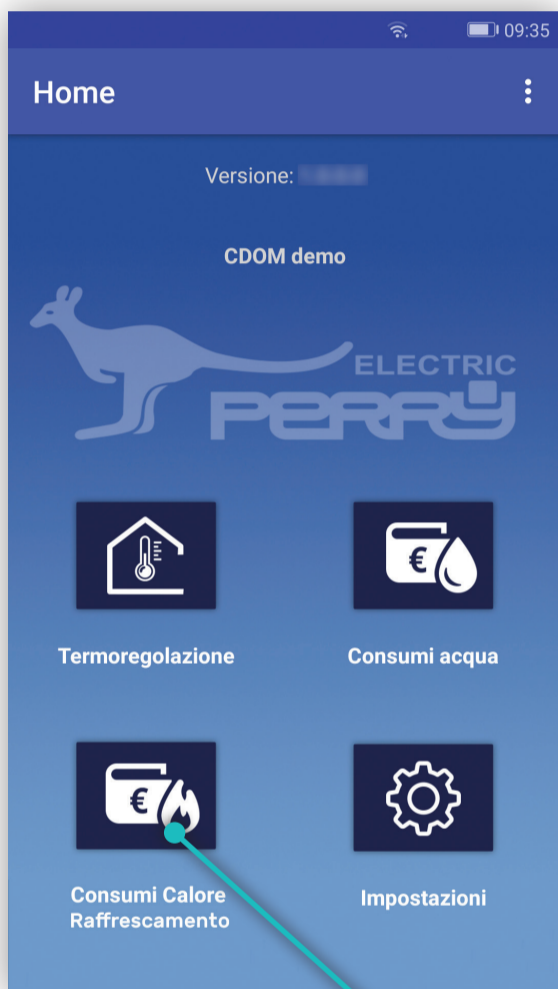 09:35
Home
Versione:
CDOM demo
ELECTRIC
PERRY
€
€
Termoregolazione
Consumi acqua
€
Consumi Calore
Raffrescamento
Impostazioni